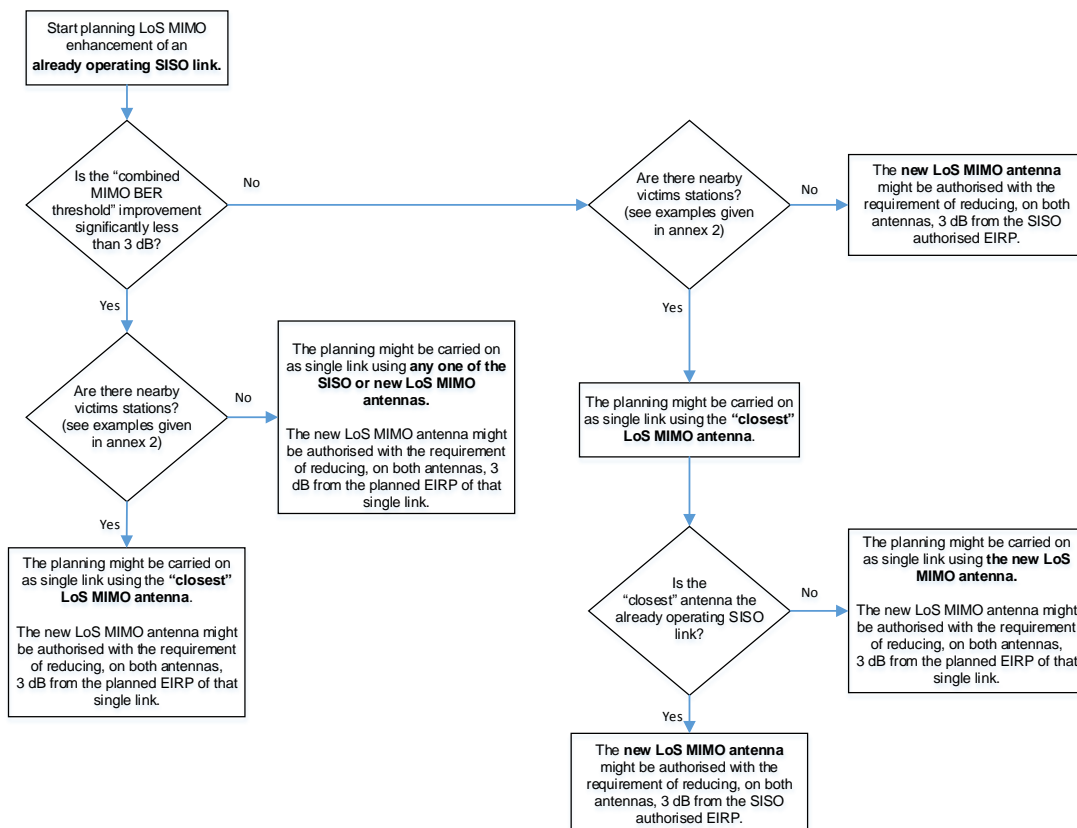 Start planning LoS MIMO
enhancement of an
already operating SISO link.
Is the “combined
MIMO BER
threshold” improvement
significantly less
than 3 dB?
No
Are there nearby
victims stations?
(see examples given
in annex 2)
No
The new LoS MIMO antenna
might be authorised with the
requirement of reducing, on both
antennas, 3 dB from the SISO
authorised EIRP.
Yes
Yes
Are there nearby
victims stations?
(see examples given
in annex 2)
No
The planning might be carried on
as single link using any one of the
SISO or new LoS MIMO
antennas.
The new LoS MIMO antenna might
be authorised with the requirement
of reducing, on both antennas, 3
dB from the planned EIRP of that
single link.
The planning might be carried on
as single link using the “closest”
LoS MIMO antenna.
Yes
The planning might be carried on
as single link using the “closest”
LoS MIMO antenna.
The new LoS MIMO antenna might
be authorised with the requirement
of reducing, on both antennas,
3 dB from the planned EIRP of that
single link.
Is the
“closest” antenna the
already operating SISO
link?
No
The planning might be carried on
as single link using the new LoS
MIMO antenna.
The new LoS MIMO antenna might
be authorised with the requirement
of reducing, on both antennas,
3 dB from the planned EIRP of that
single link.
Yes
The new LoS MIMO antenna
might be authorised with the
requirement of reducing, on both
antennas, 3 dB from the SISO
authorised EIRP.